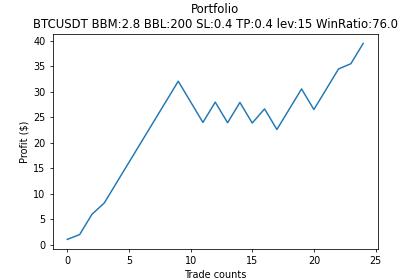 Portfolio
BTCUSDT BBM:2.8 BBL:200 SL:0.4 TP:0.4 lev:15 WinRatio:76.0
40
35
30
25
20
15
10
5
0
Profit ($)
0 5 10 15 20 25
Trade counts